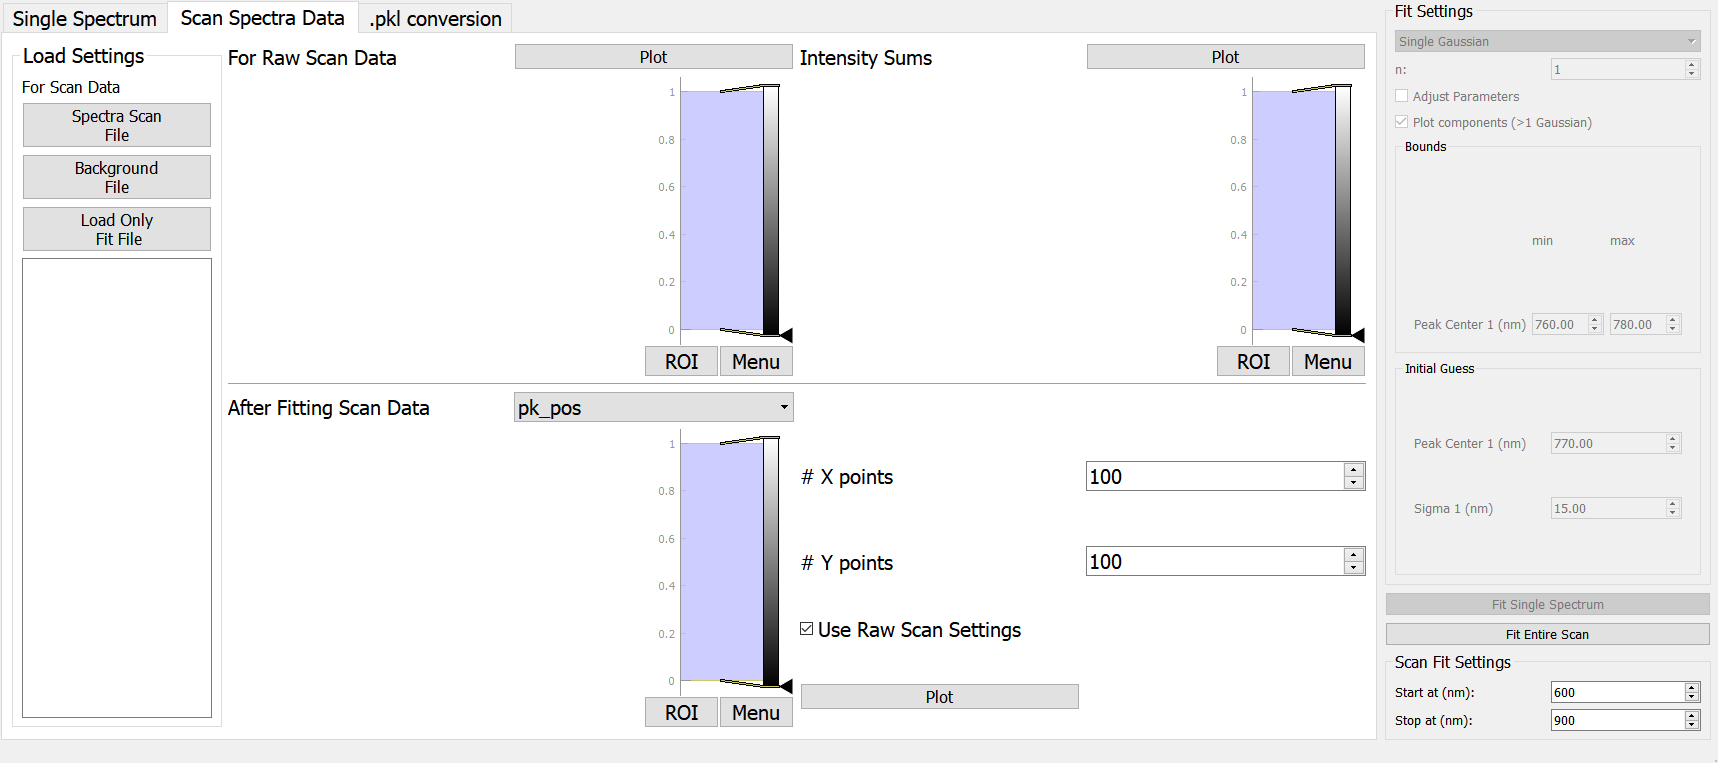 Single Spectrum
Scan Spectra Data
.pkl conversion
Load Settings
For Scan Data
Spectra Scan
File
Background
File
Load Only
Fit File
For Raw Scan Data
Plot
1
0.8
0.6
0.4
0.2
0
ROI
Menu
Intensity Sums
Plot
1
0.8
0.6
0.4
0.2
0
ROI
Menu
After Fitting Scan Data
pk_pos
1
0.8
0.6
0.4
0.2
0
ROI
Menu
# X points
100
# Y points
100
Use Raw Scan Settings
Plot
Fit Settings
Single Gaussian
n:
1
Adjust Parameters
Plot components (>1 Gaussian)
Bounds
min
max
Peak Center 1 (nm)
760.00
780.00
Initial Guess
Peak Center 1 (nm)
770.00
Sigma 1 (nm)
15.00
Fit Single Spectrum
Fit Entire Scan
Scan Fit Settings
Start at (nm):
600
Stop at (nm):
900